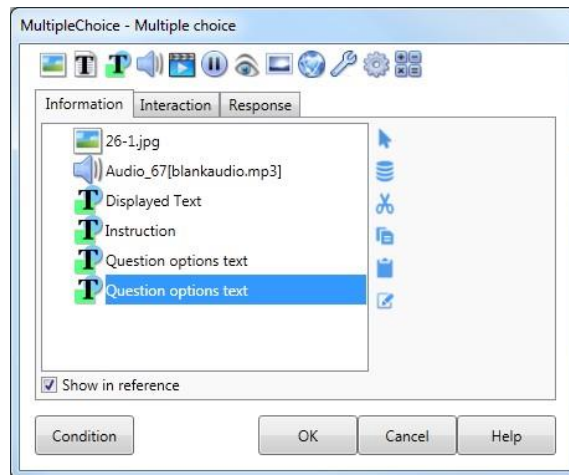 MultipleChoice - Multiple choice
Information Interaction Response
26-1.jpg
Audio_67[blankaudio.mp3]
Displayed Text
Instruction
Question options text
Question options text
Show in reference
Condition OK Cancel Help